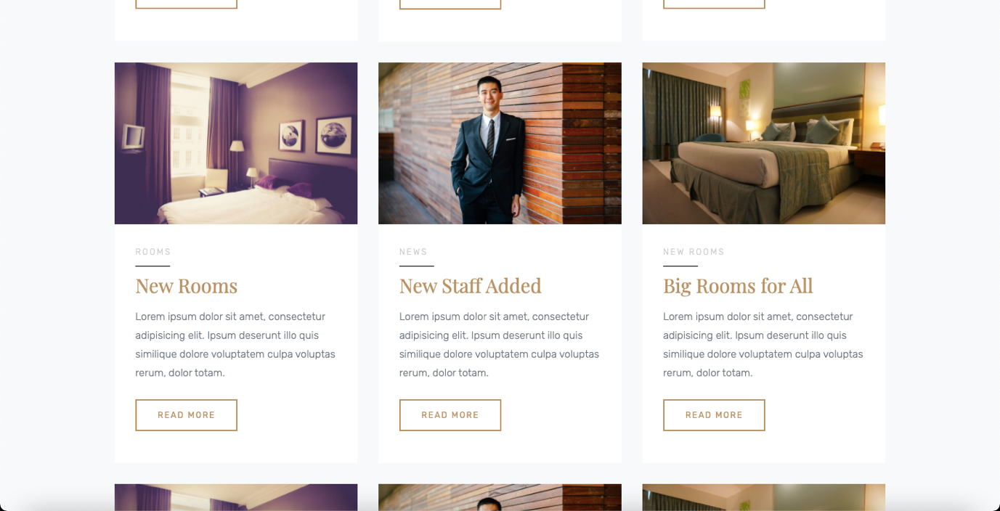 ROOMS
New Rooms
Lorem ipsum dolor sit amet, consectetur
adipisicing elit. Ipsum deserunt illo quis
similique dolore voluptatem culpa voluptas
rerum, dolor totam.
READ MORE
NEWS
New Staff Added
Lorem ipsum dolor sit amet, consectetur
adipisicing elit. Ipsum deserunt illo quis
similique dolore voluptatem culpa voluptas
rerum, dolor totam.
READ MORE
NEW ROOMS
Big Rooms for All
Lorem ipsum dolor sit amet, consectetur
adipisicing elit. Ipsum deserunt illo quis
similique dolore voluptatem culpa voluptas
rerum, dolor totam.
READ MORE